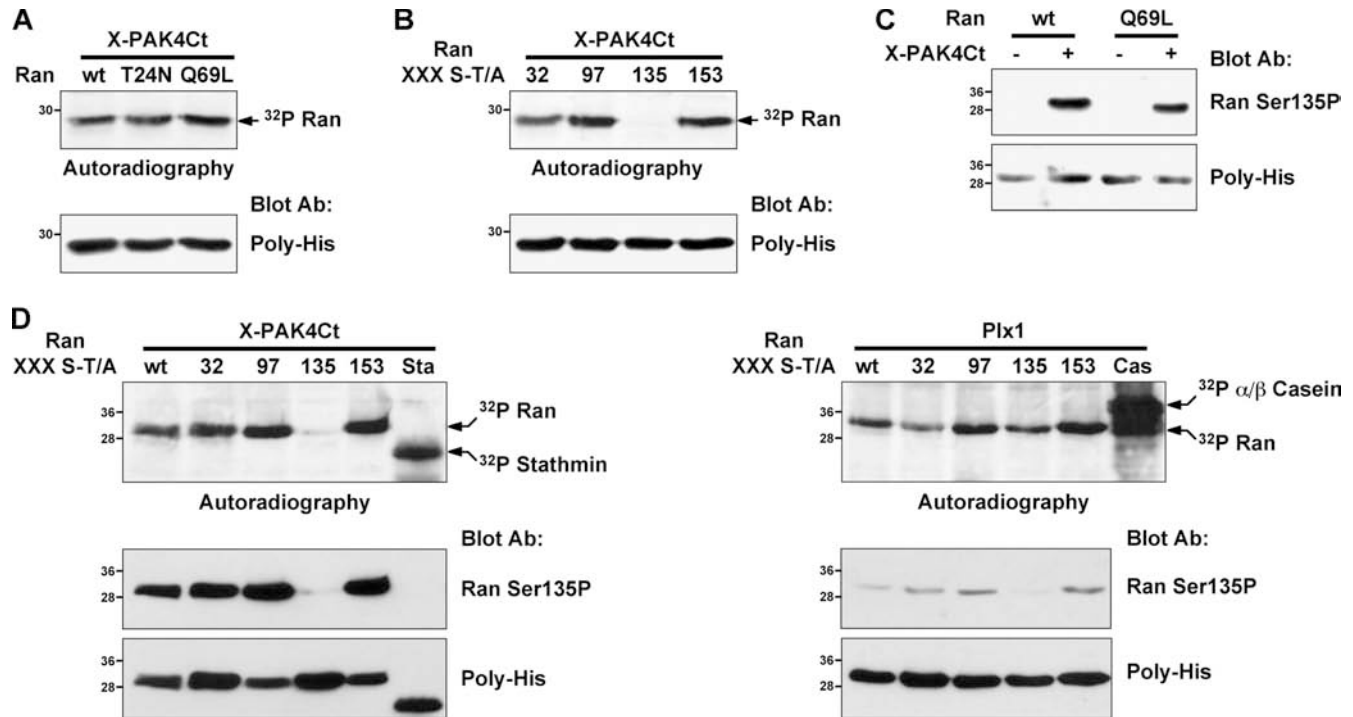 A
X-PAK4Ct
Ran wt T24N Q69L
30
32P Ran
Autoradiography
Blot Ab:
30
Poly-His
B
X-PAK4Ct
Ran
XXX S-T/A 32 97 135 153
30
32P Ran
Autoradiography
Blot Ab:
30
Poly-His
C
Ran wt Q69L
X-PAK4Ct - + - +
Blot Ab:
36
28
Ran Ser135P
36
28
Poly-His
D
X-PAK4Ct
Ran
XXX S-T/A wt 32 97 135 153 Sta
36
28
32P Ran
32P Stathmin
Autoradiography
Blot Ab:
36
28
Ran Ser135P
36
28
Poly-His
Plx1
Ran
XXX S-T/A wt 32 97 135 153 Cas
36
28
32P α/β Casein
32P Ran
Autoradiography
Blot Ab:
36
28
Ran Ser135P
36
28
Poly-His